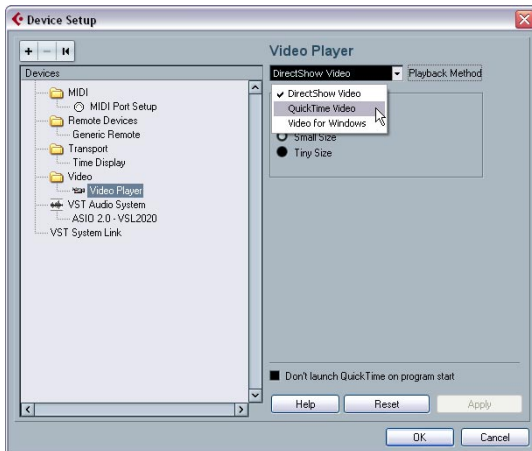 Device Setup
Devices
MIDI
MIDI Port Setup
Remote Devices
Generic Remote
Transport
Time Display
Video
Video Player
VST Audio System
ASIO 2.0 - VSL2020
VST System Link
Video Player
DirectShow Video
Playback Method
DirectShow Video
QuickTime Video
Video for Windows
Small Size
Tiny Size
Don't launch QuickTime on program start
Help
Reset
Apply
OK
Cancel